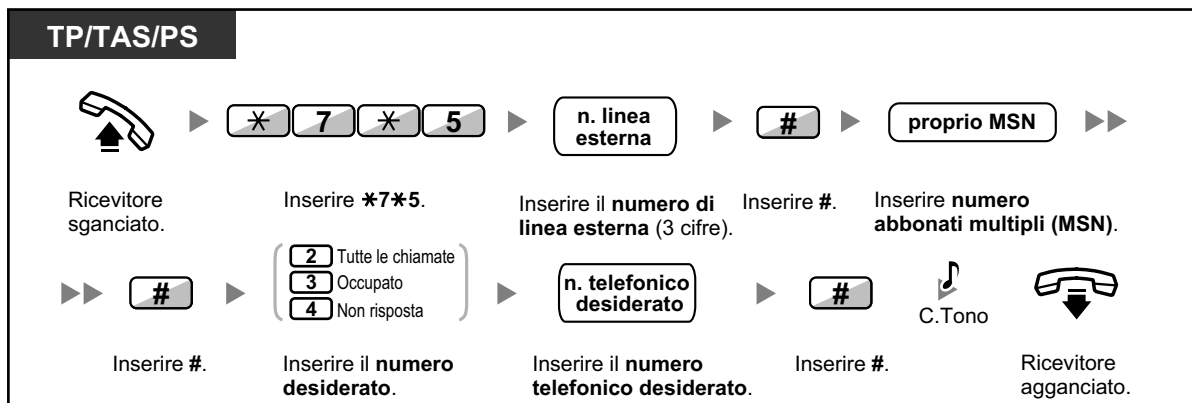 TP/TAS/PS
✳ 7 ✳ 5
n. linea
esterna
#
proprio MSN
Ricevitore
sganciato.
Inserire ✳7✳5.
Inserire il numero di
linea esterna (3 cifre).
Inserire #.
Inserire numero
abbonati multipli (MSN).
#
2 Tutte le chiamate
3 Occupato
4 Non risposta
n. telefonico
desiderato
#
C.Tono
Inserire #.
Inserire il numero
desiderato.
Inserire il numero
telefonico desiderato.
Inserire #.
Ricevitore
agganciato.